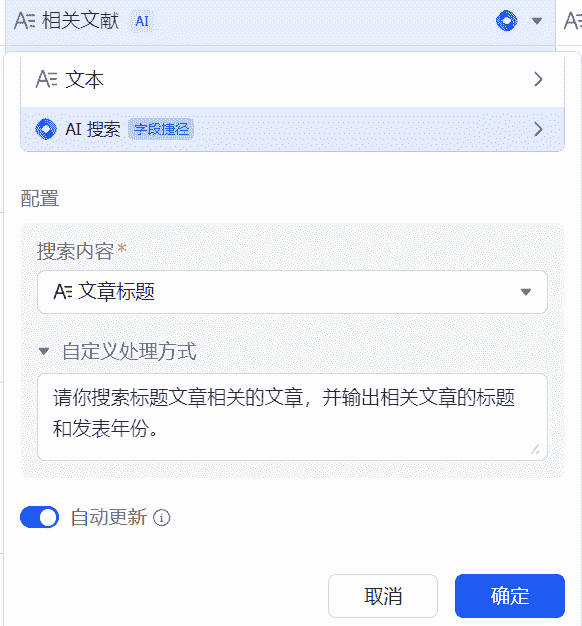 相关文献 AI
文本
AI 搜索 字段捷径
配置
搜索内容*
文章标题
自定义处理方式
请你搜索标题文章相关的文章，并输出相关文章的标题
和发表年份。
自动更新
取消 确定